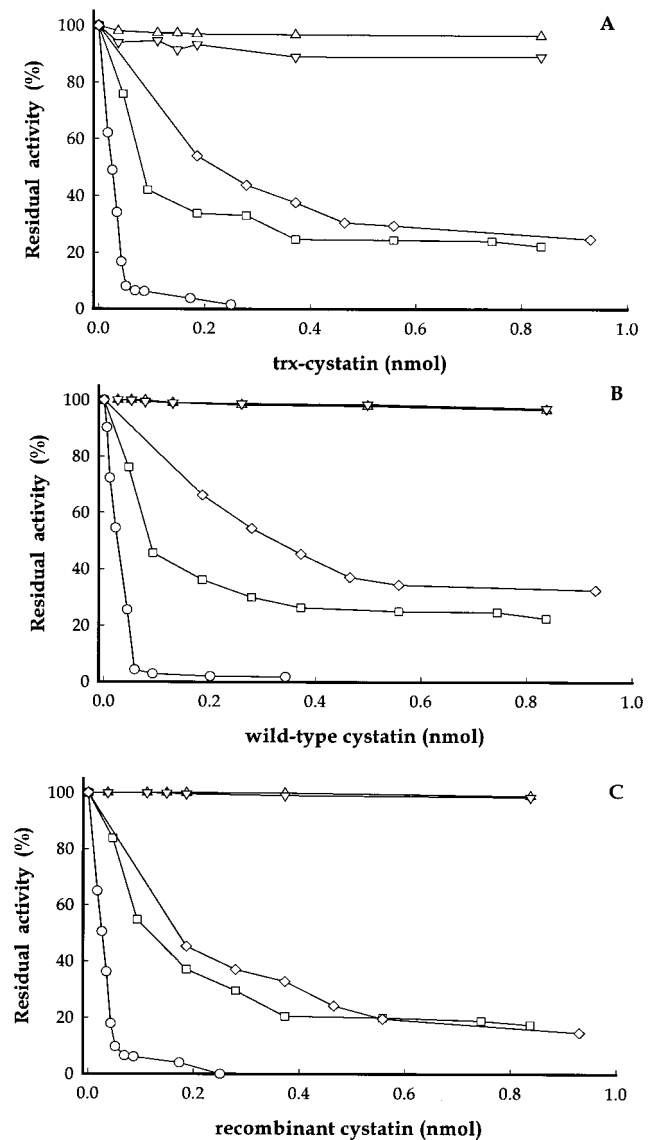 A
100
80
60
40
20
0
Residual activity (%)
0.0 0.2 0.4 0.6 0.8 1.0
trx-cystatin (nmol)
B
100
80
60
40
20
0
Residual activity (%)
0.0 0.2 0.4 0.6 0.8 1.0
wild-type cystatin (nmol)
C
100
80
60
40
20
0
Residual activity (%)
0.0 0.2 0.4 0.6 0.8 1.0
recombinant cystatin (nmol)